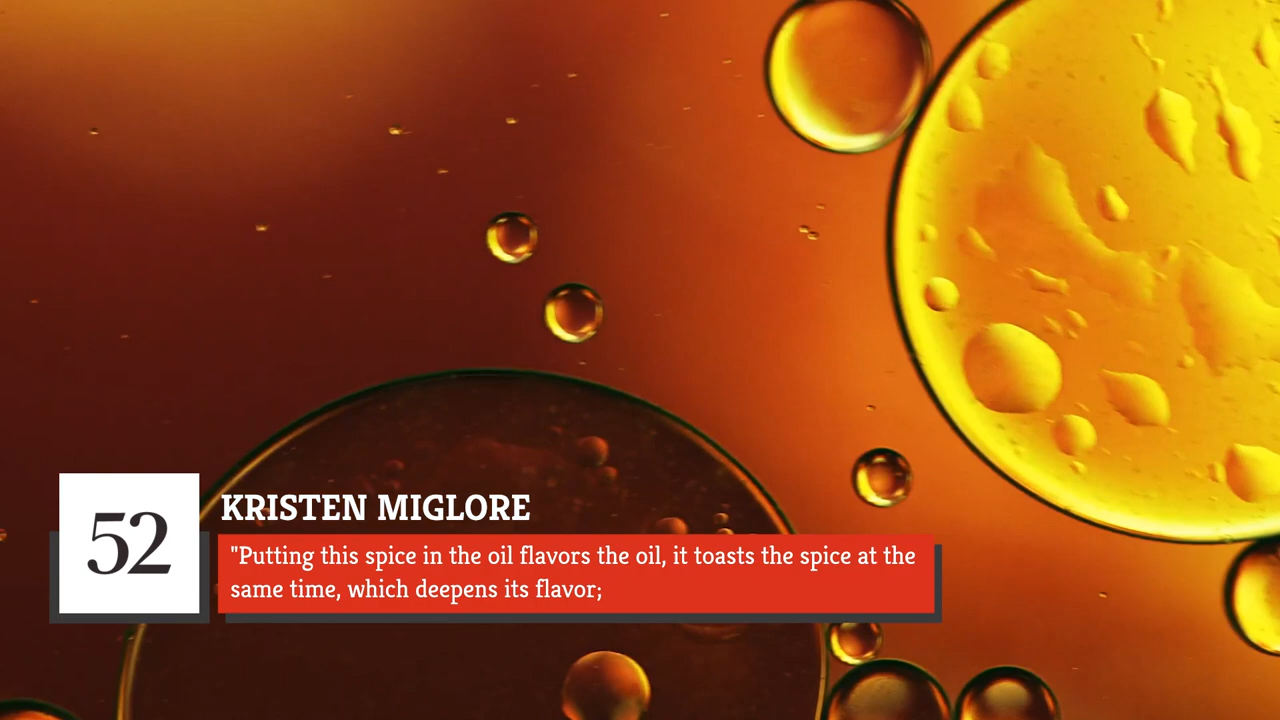 52
KRISTEN MIGLORE
"Putting this spice in the oil flavors the oil, it toasts the spice at the
same time, which deepens its flavor;